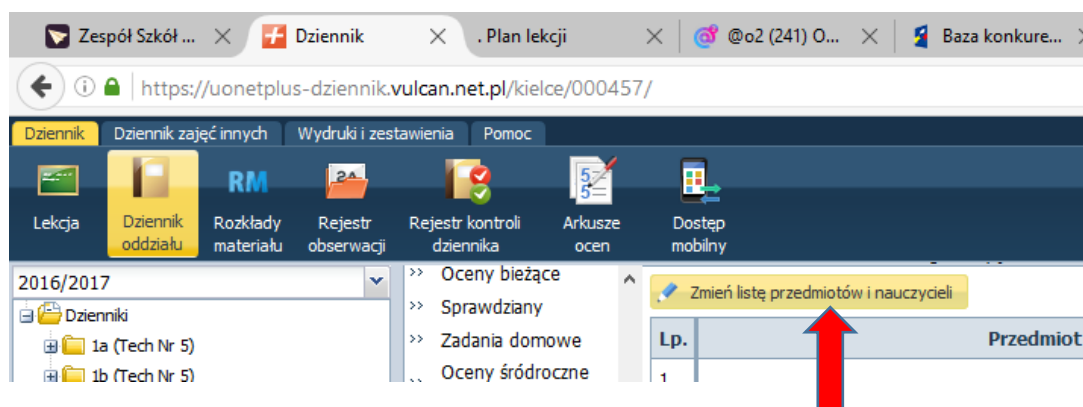 Zespół Szkół ...
Dziennik
. Plan lekcji
@o2 (241) O...
Baza konkure...
https://uonetplus-dziennik.vulcan.net.pl/kielce/000457/
Dziennik
Dziennik zajęć innych
Wydruki i zestawienia
Pomoc
RM
2A
5
5
Lekcja
Dziennik
oddziału
Rozkłady
materiału
Rejestr
obserwacji
Rejestr kontroli
dziennika
Arkusze
ocen
Dostęp
mobilny
2016/2017
Dzienniki
1a (Tech Nr 5)
1b (Tech Nr 5)
Oceny bieżące
Sprawdziany
Zadania domowe
Oceny śródroczne
Zmień listę przedmiotów i nauczycieli
Lp.
Przedmiot
1